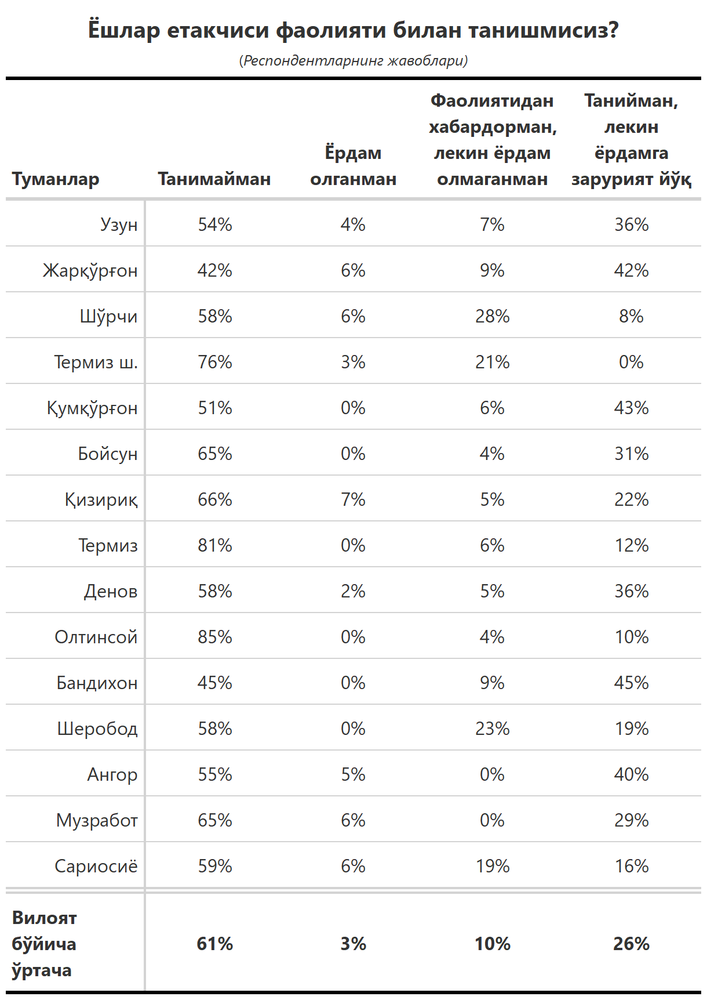 Ёшлар етакчиси фаолияти билан танишмисиз?
(Респондентларнинг жавоблари)
Туманлар
Танимайман
Ёрдам
олганман
Фаолиятидан
хабардорман,
лекин ёрдам
олмаганман
Танийман,
лекин
ёрдамга
зарурият йўқ
Узун 54% 4% 7% 36%
Жарқўрғон 42% 6% 9% 42%
Шўрчи 58% 6% 28% 8%
Термиз ш. 76% 3% 21% 0%
Қумқўрғон 51% 0% 6% 43%
Бойсун 65% 0% 4% 31%
Қизириқ 66% 7% 5% 22%
Термиз 81% 0% 6% 12%
Денов 58% 2% 5% 36%
Олтинсой 85% 0% 4% 10%
Бандихон 45% 0% 9% 45%
Шеробод 58% 0% 23% 19%
Ангор 55% 5% 0% 40%
Музработ 65% 6% 0% 29%
Сариосиё 59% 6% 19% 16%
Вилоят
бўйича
ўртача
61% 3% 10% 26%